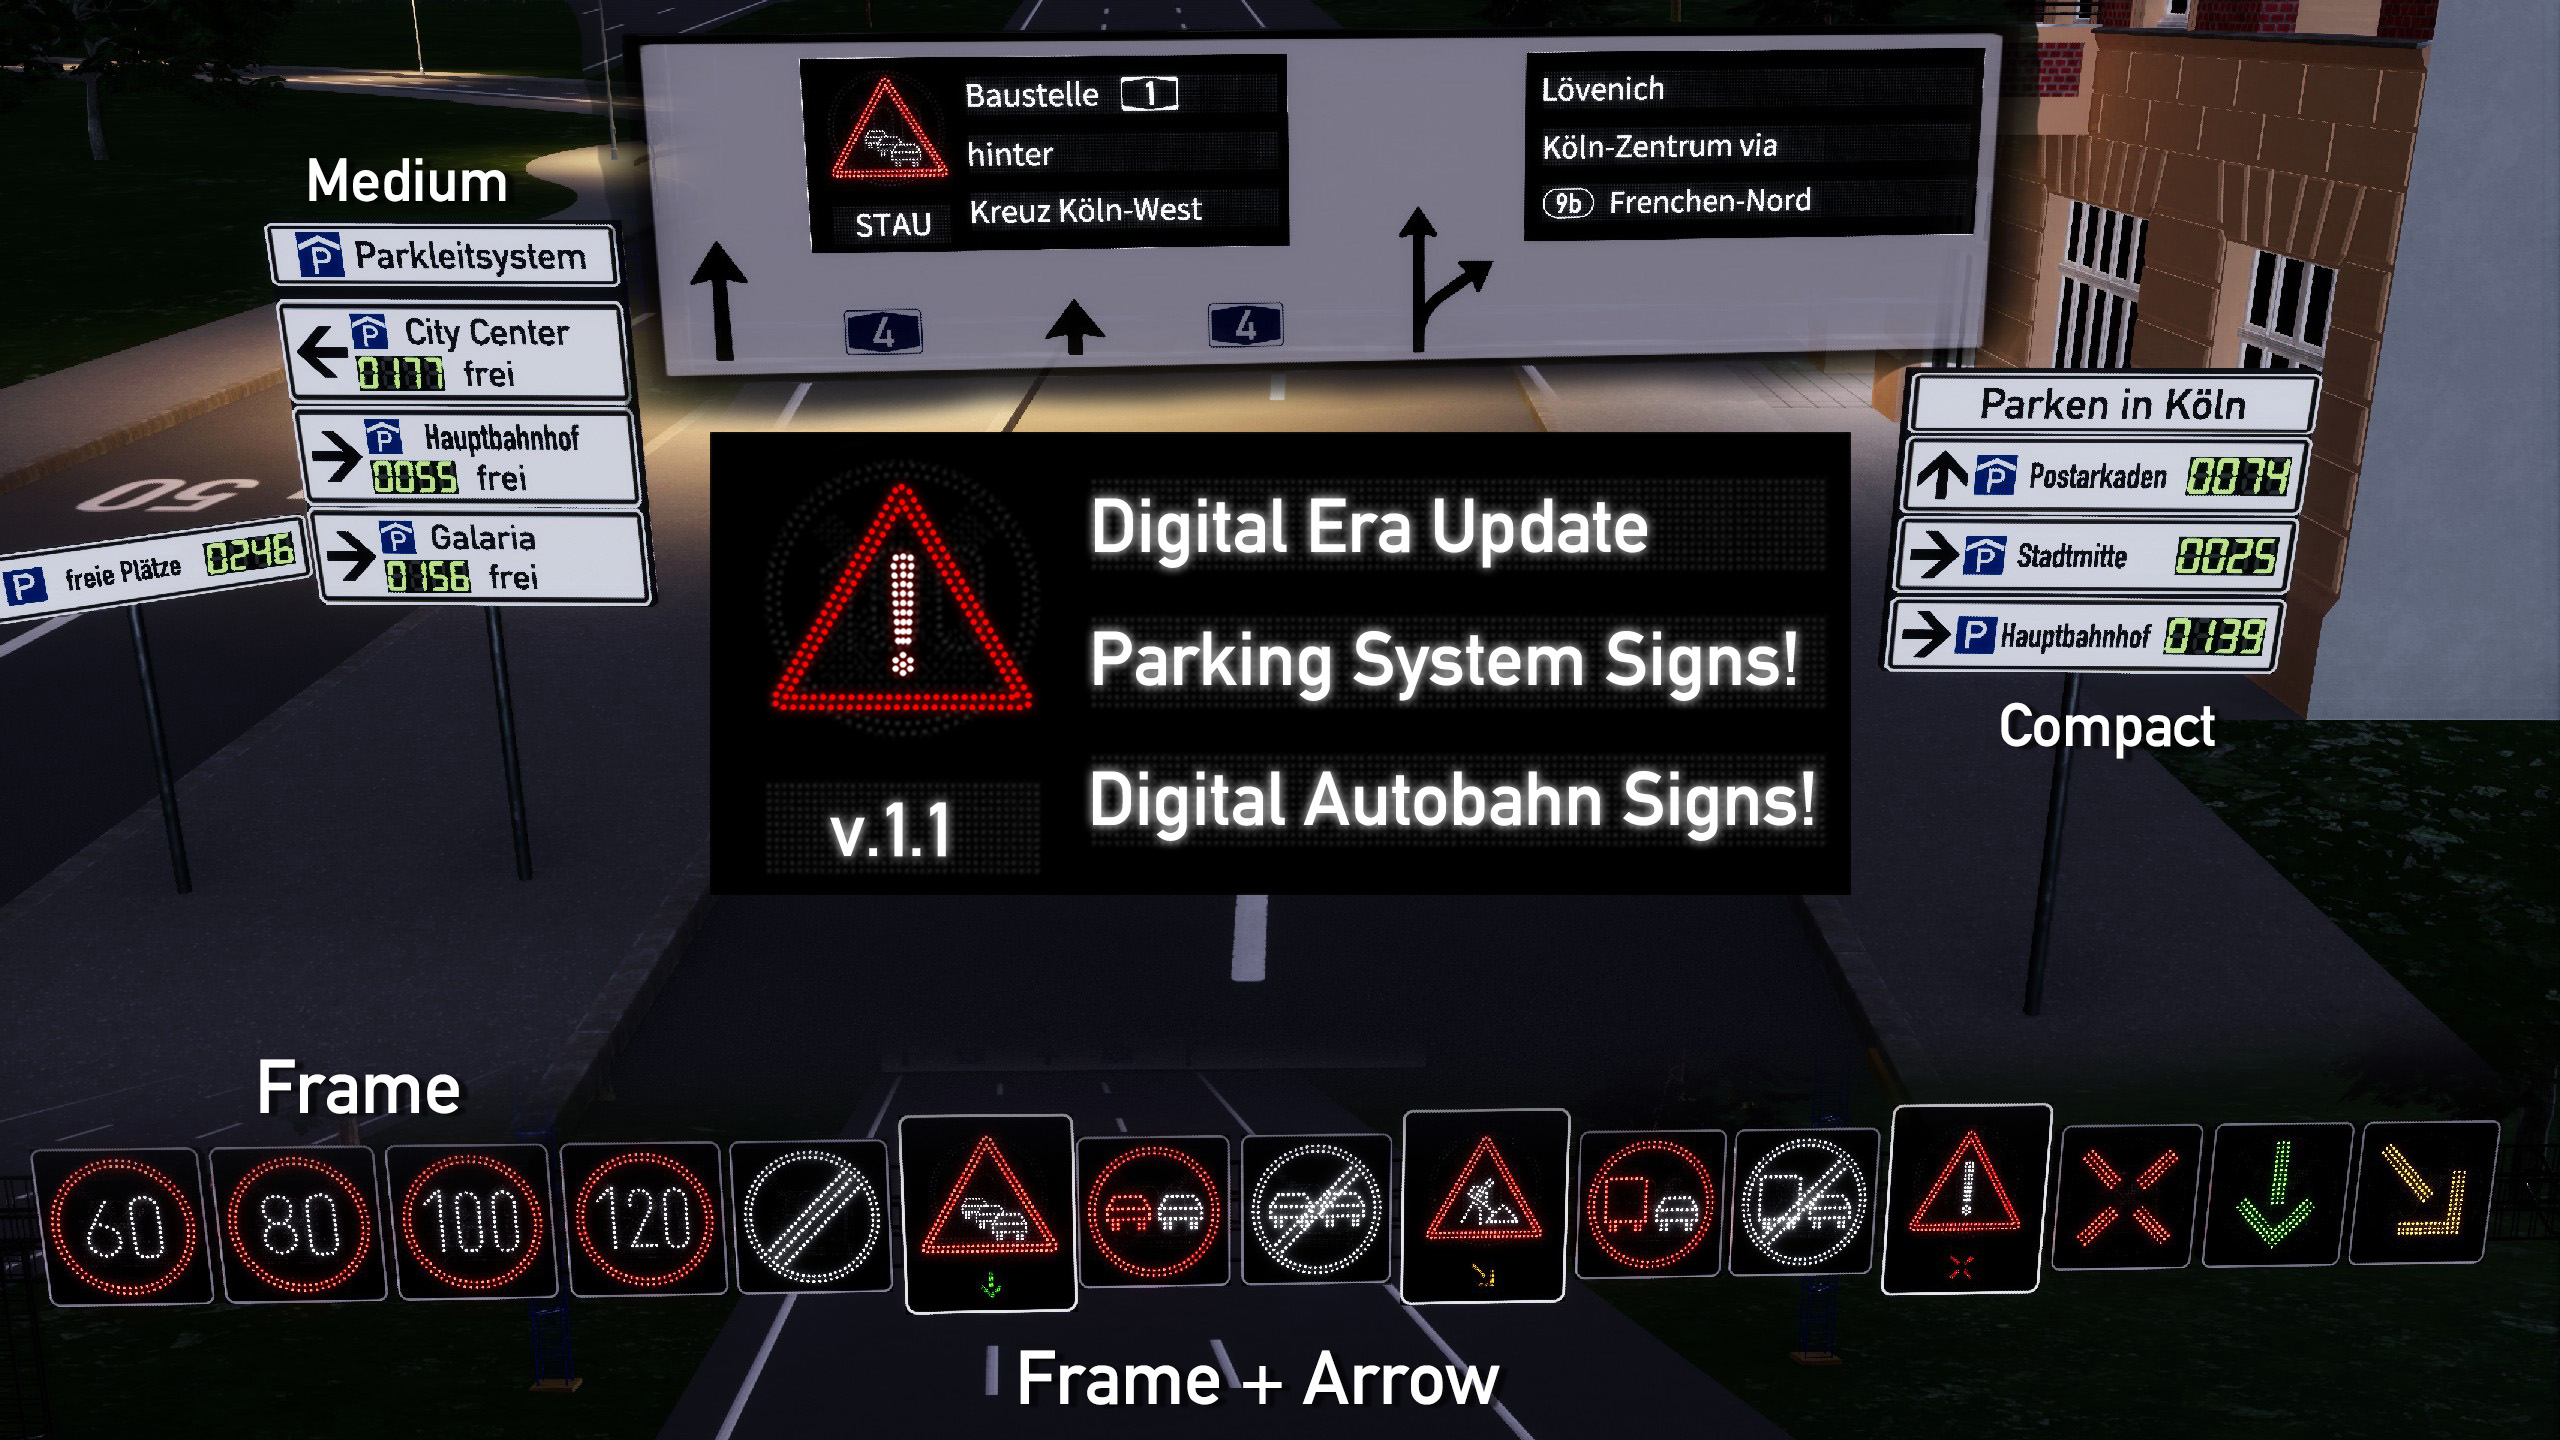 Baustelle 1
hinter
Kreuz Köln-West
STAU
Lövenich
Köln-Zentrum via
9b Frenchen-Nord
4
4
Medium
P Parkleitsystem
P City Center
0177 frei
P Hauptbahnhof
0055 frei
P Galaria
0156 frei
P freie Plätze 0246
50
Parken in Köln
P Postarkaden 0074
P Stadtmitte 0025
P Hauptbahnhof 0139
Compact
Digital Era Update
Parking System Signs!
Digital Autobahn Signs!
v.1.1
Frame
60
80
100
120
Frame + Arrow